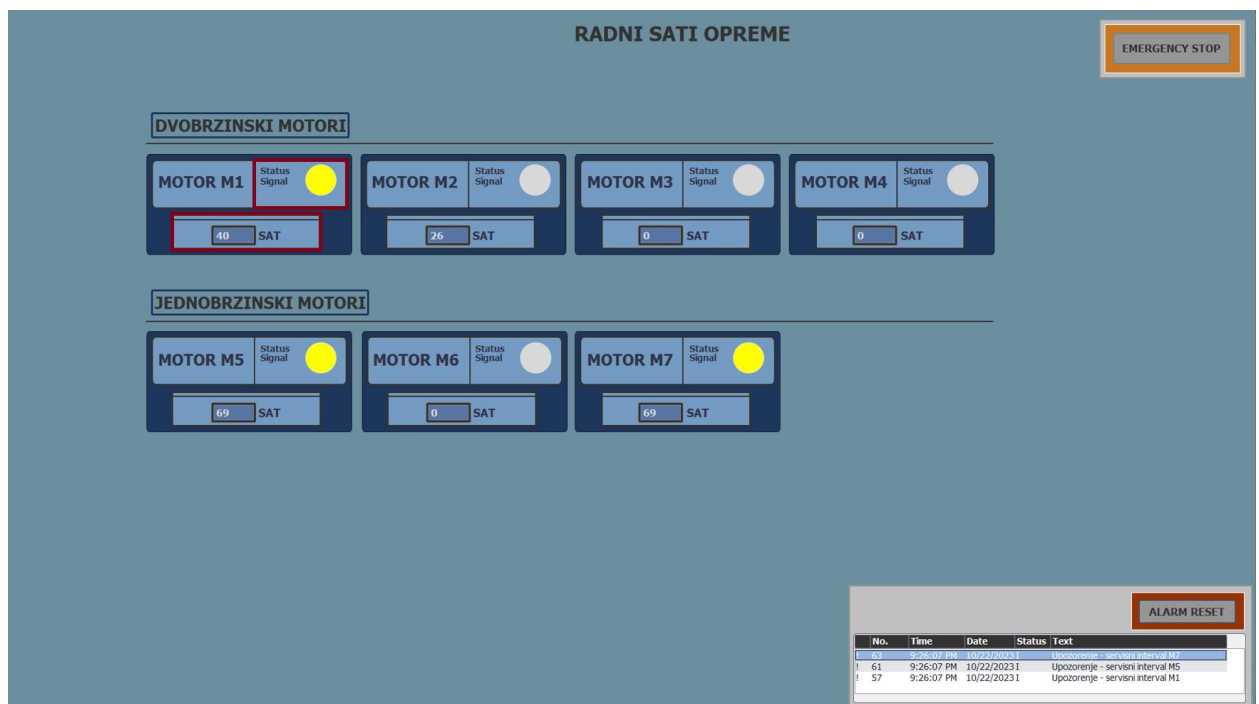 RADNI SATI OPREME
EMERGENCY STOP
DVOBRZINSKI MOTORI
MOTOR M1
Status
Signal
40 SAT
MOTOR M2
Status
Signal
26 SAT
MOTOR M3
Status
Signal
0 SAT
MOTOR M4
Status
Signal
0 SAT
JEDNOBRZINSKI MOTORI
MOTOR M5
Status
Signal
69 SAT
MOTOR M6
Status
Signal
0 SAT
MOTOR M7
Status
Signal
69 SAT
ALARM RESET
No. Time Date Status Text
! 63 9:26:07 PM 10/22/2023 I Upozorenje - servisni interval M7
! 61 9:26:07 PM 10/22/2023 I Upozorenje - servisni interval M5
! 57 9:26:07 PM 10/22/2023 I Upozorenje - servisni interval M1